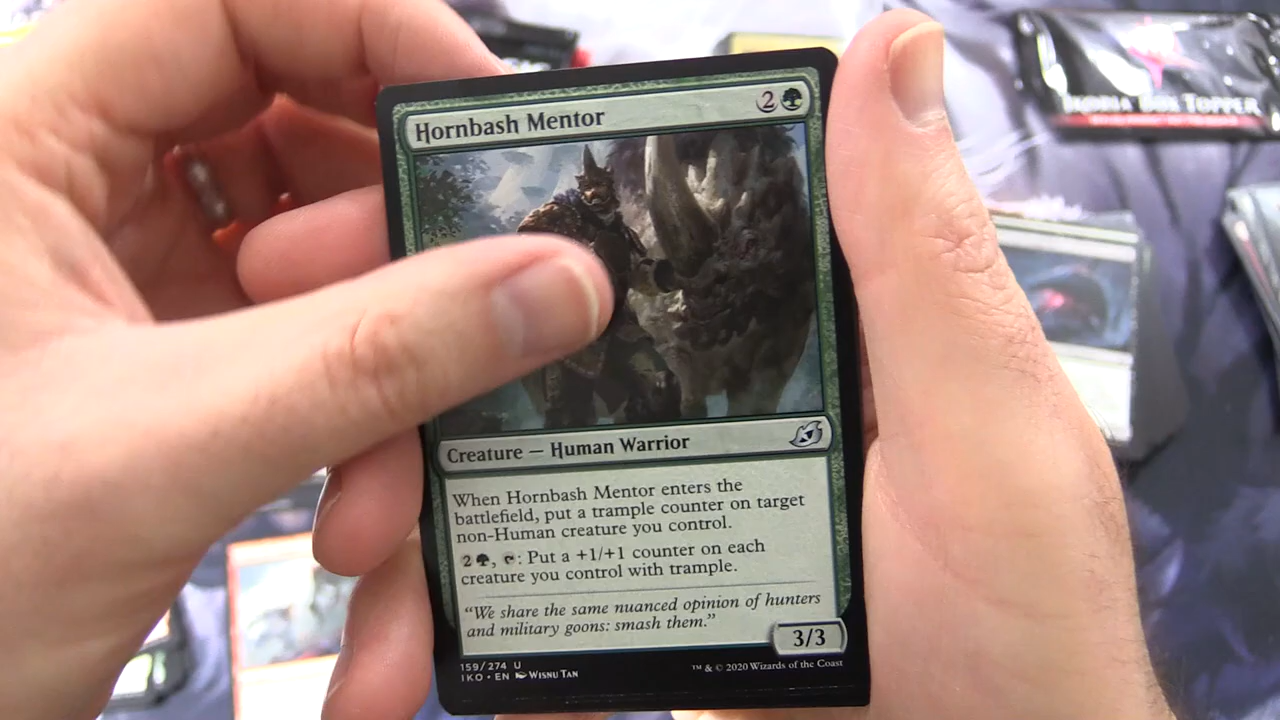 Hornbash Mentor
2
IKORIA BOX TOPPER
Creature — Human Warrior
When Hornbash Mentor enters the
battlefield, put a trample counter on target
non-Human creature you control.
2 , : Put a +1/+1 counter on each
creature you control with trample.
"We share the same nuanced opinion of hunters
and military goons: smash them."
3/3
159/274 U
IKO • EN Wisnu Tan
™ & © 2020 Wizards of the Coast